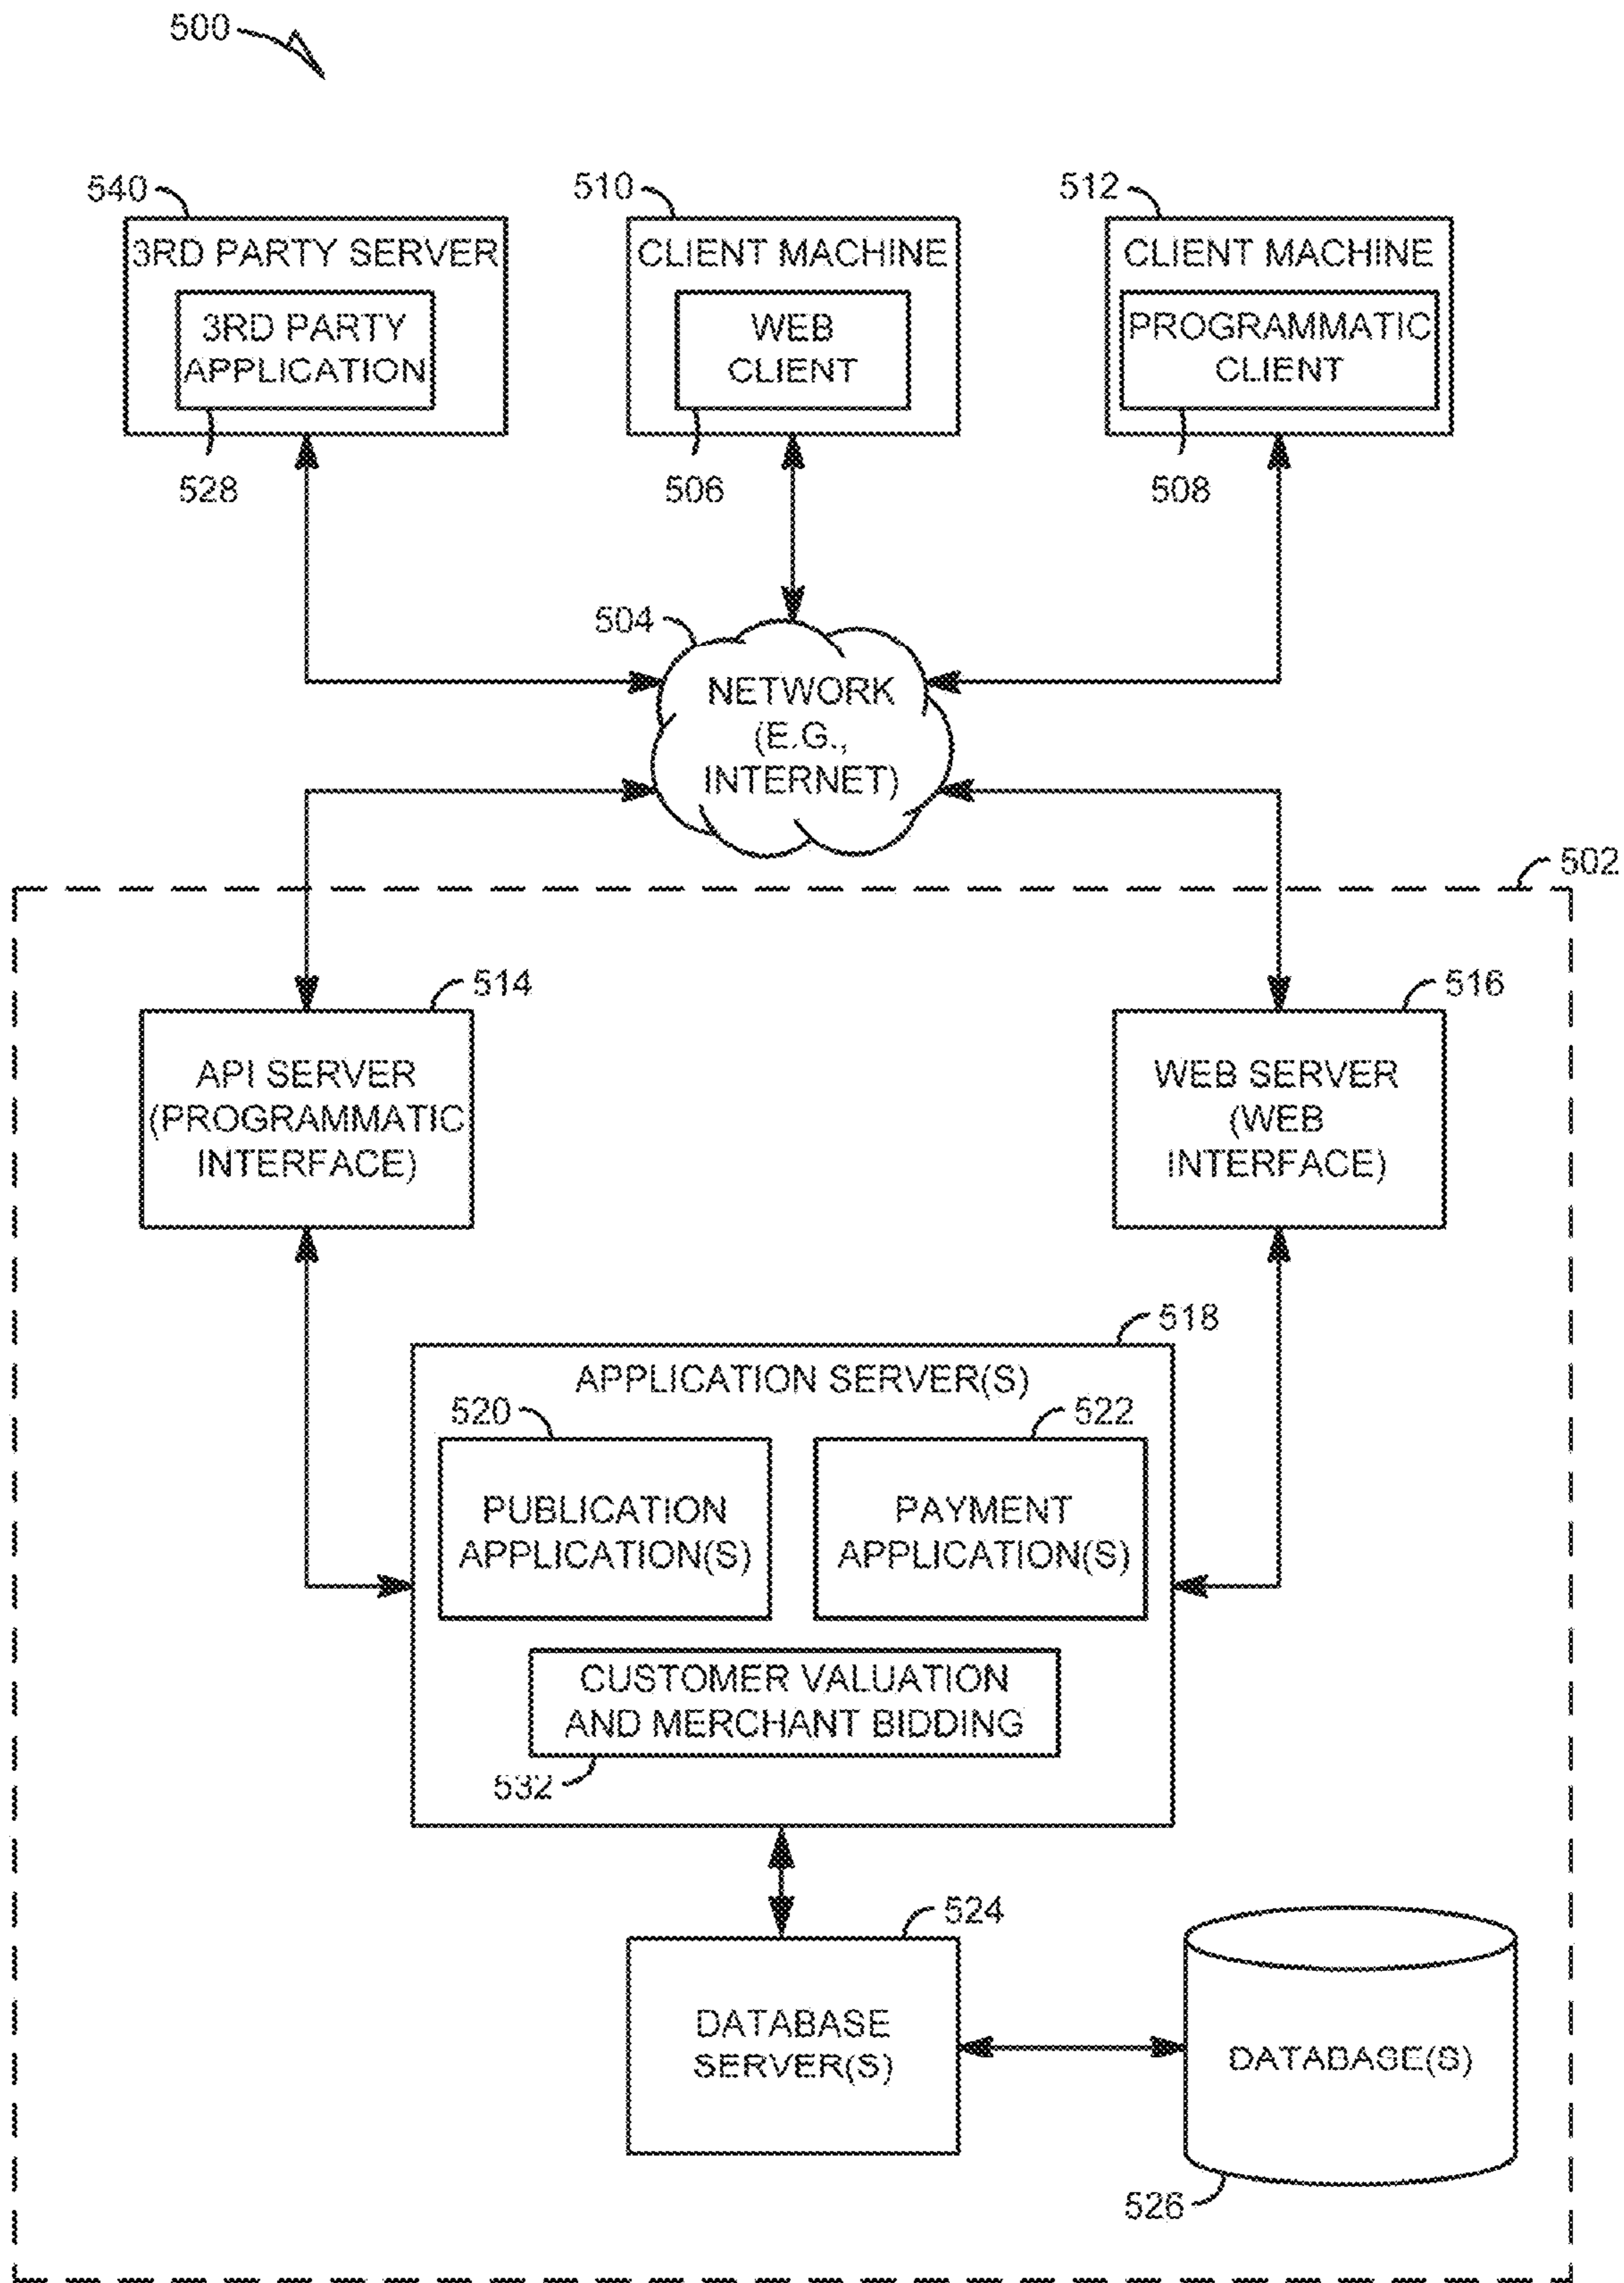 500
540
510
512
3RD PARTY SERVER
CLIENT MACHINE
CLIENT MACHINE
3RD PARTY
APPLICATION
WEB
CLIENT
PROGRAMMATIC
CLIENT
528
506
508
504
NETWORK
(E.G.,
INTERNET)
502
514
516
API SERVER
(PROGRAMMATIC
INTERFACE)
WEB SERVER
(WEB
INTERFACE)
518
APPLICATION SERVER(S)
520
522
PUBLICATION
APPLICATION(S)
PAYMENT
APPLICATION(S)
CUSTOMER VALUATION
AND MERCHANT BIDDING
532
524
DATABASE
SERVER(S)
DATABASE(S)
526